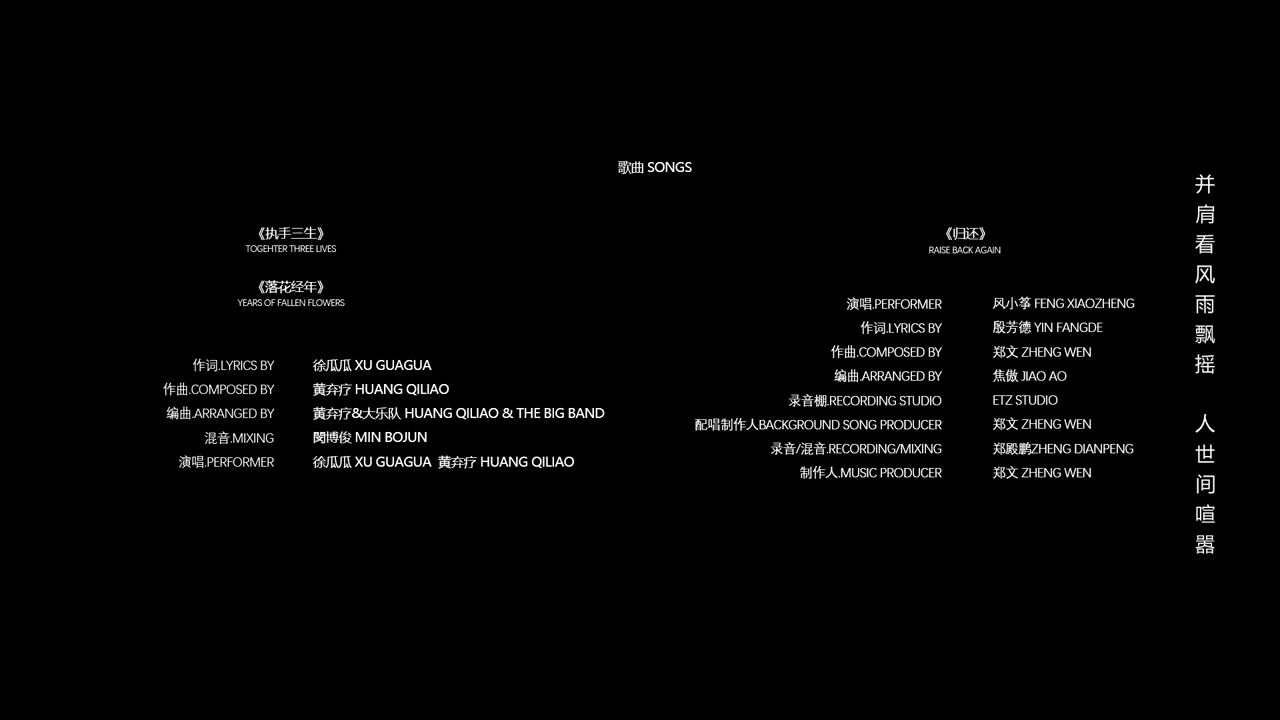 歌曲 SONGS
《执手三生》
TOGEHTER THREE LIVES
《落花经年》
YEARS OF FALLEN FLOWERS
作词.LYRICS BY 徐瓜瓜 XU GUAGUA
作曲.COMPOSED BY 黄弃疗 HUANG QILIAO
编曲.ARRANGED BY 黄弃疗&大乐队 HUANG QILIAO & THE BIG BAND
混音.MIXING 閔博俊 MIN BOJUN
演唱.PERFORMER 徐瓜瓜 XU GUAGUA 黄弃疗 HUANG QILIAO
《归还》
RAISE BACK AGAIN
演唱.PERFORMER 风小筝 FENG XIAOZHENG
作词.LYRICS BY 殷芳德 YIN FANGDE
作曲.COMPOSED BY 郑文 ZHENG WEN
编曲.ARRANGED BY 焦傲 JIAO AO
录音棚.RECORDING STUDIO ETZ STUDIO
配唱制作人BACKGROUND SONG PRODUCER 郑文 ZHENG WEN
录音/混音.RECORDING/MIXING 郑殿鹏ZHENG DIANPENG
制作人.MUSIC PRODUCER 郑文 ZHENG WEN
并肩看风雨飘摇 人世间喧嚣